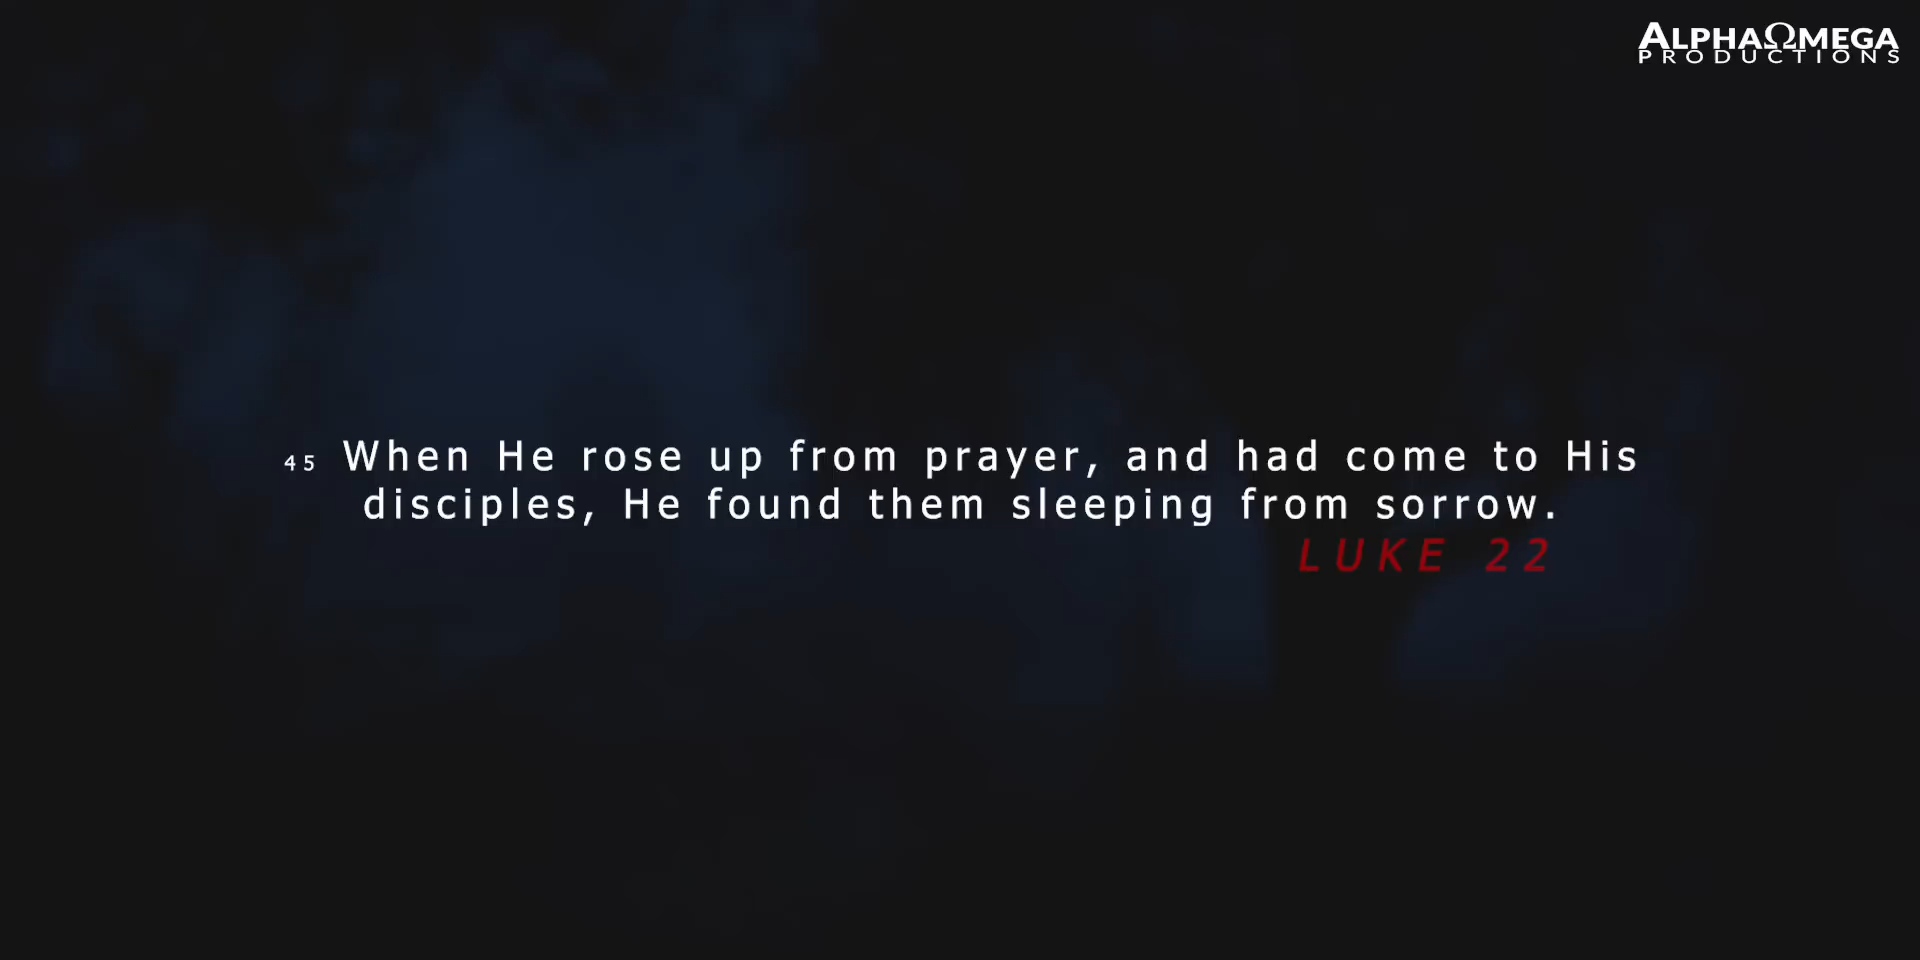 ALPHAΩMEGA
PRODUCTIONS
45 When He rose up from prayer, and had come to His
disciples, He found them sleeping from sorrow.
LUKE 22